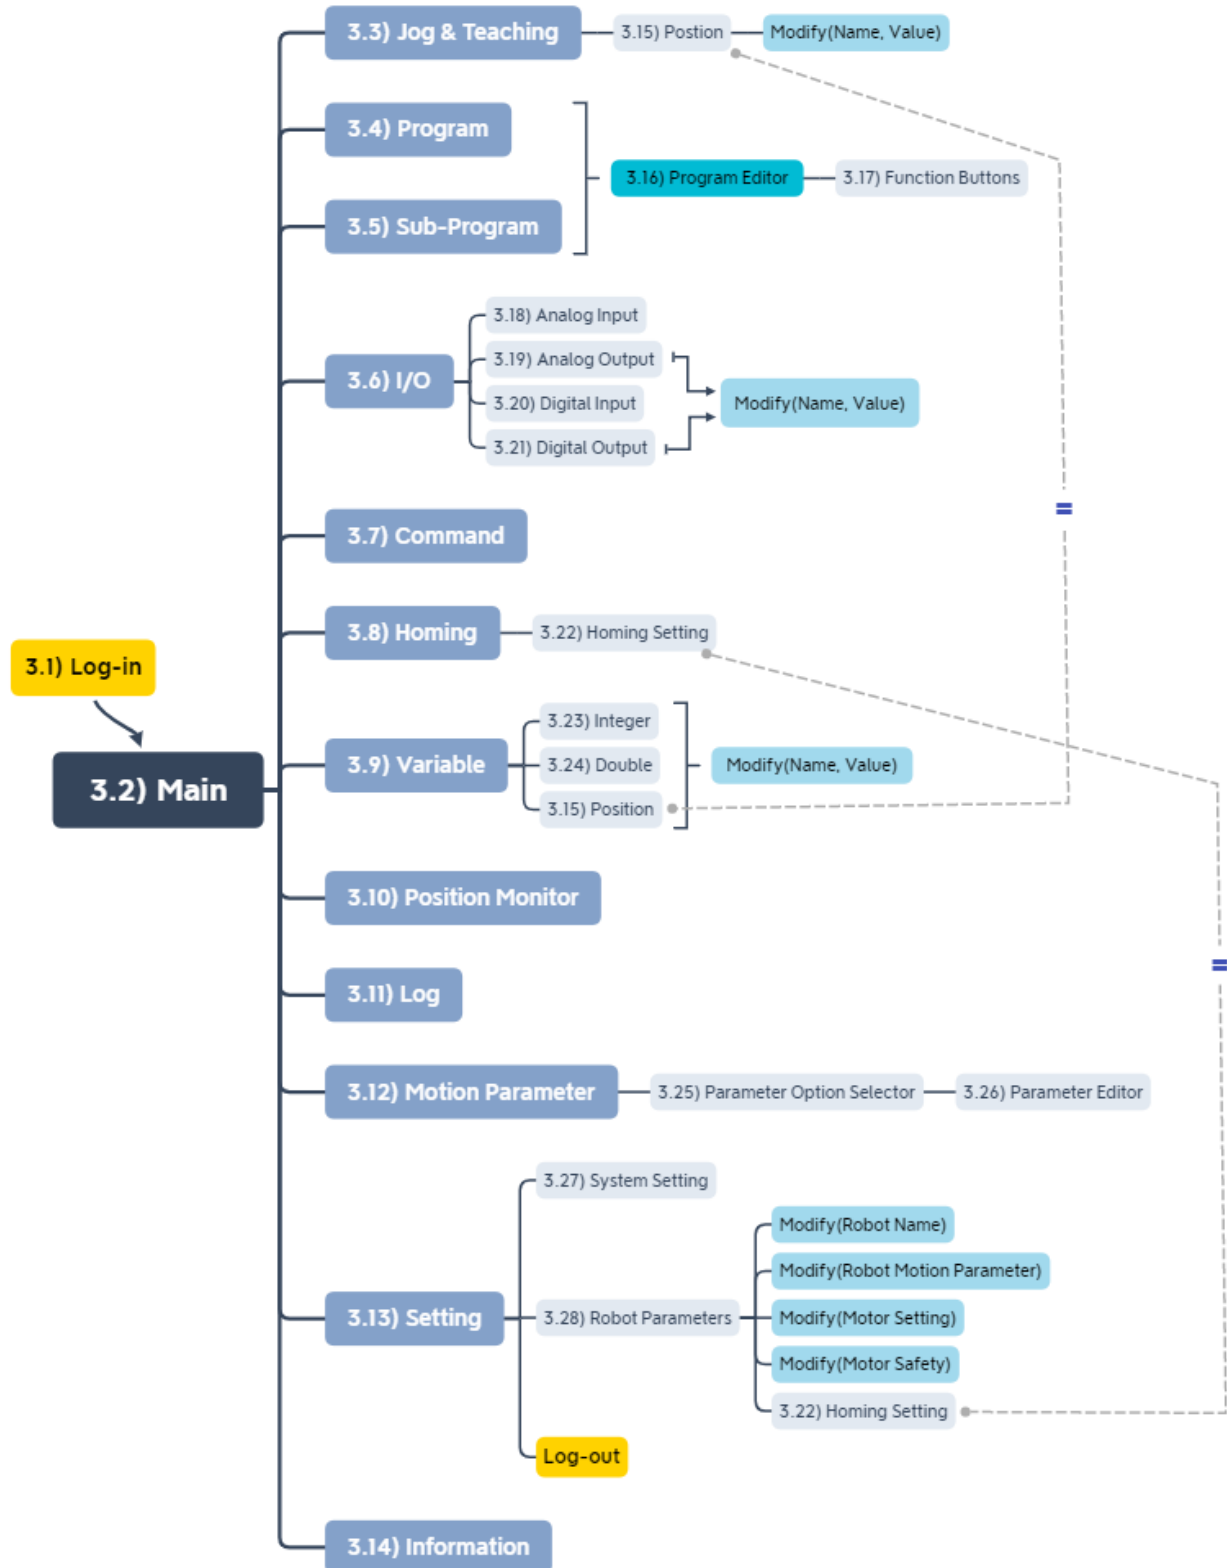 3.3) Jog & Teaching
3.15) Postion
Modify(Name, Value)
3.4) Program
3.16) Program Editor
3.17) Function Buttons
3.5) Sub-Program
3.18) Analog Input
3.19) Analog Output
3.6) I/O
3.20) Digital Input
Modify(Name, Value)
3.21) Digital Output
=
3.7) Command
3.8) Homing
3.22) Homing Setting
3.1) Log-in
3.2) Main
3.23) Integer
3.9) Variable
3.24) Double
Modify(Name, Value)
3.15) Position
3.10) Position Monitor
=
3.11) Log
3.12) Motion Parameter
3.25) Parameter Option Selector
3.26) Parameter Editor
3.27) System Setting
Modify(Robot Name)
Modify(Robot Motion Parameter)
3.13) Setting
3.28) Robot Parameters
Modify(Motor Setting)
Modify(Motor Safety)
3.22) Homing Setting
Log-out
3.14) Information